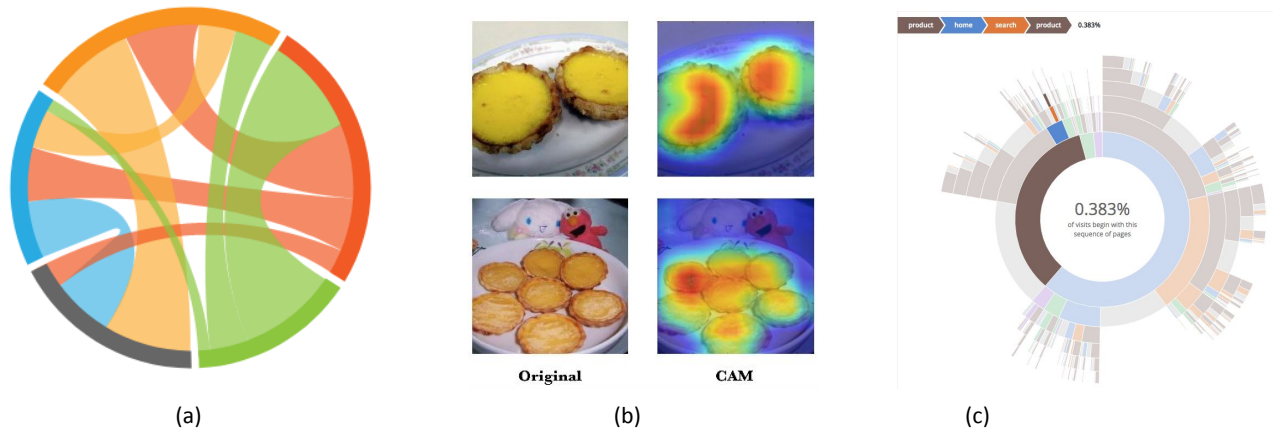 product home search product 0.383%
0.383%
of visits begin with this
sequence of pages
Original CAM
(a) (b) (c)